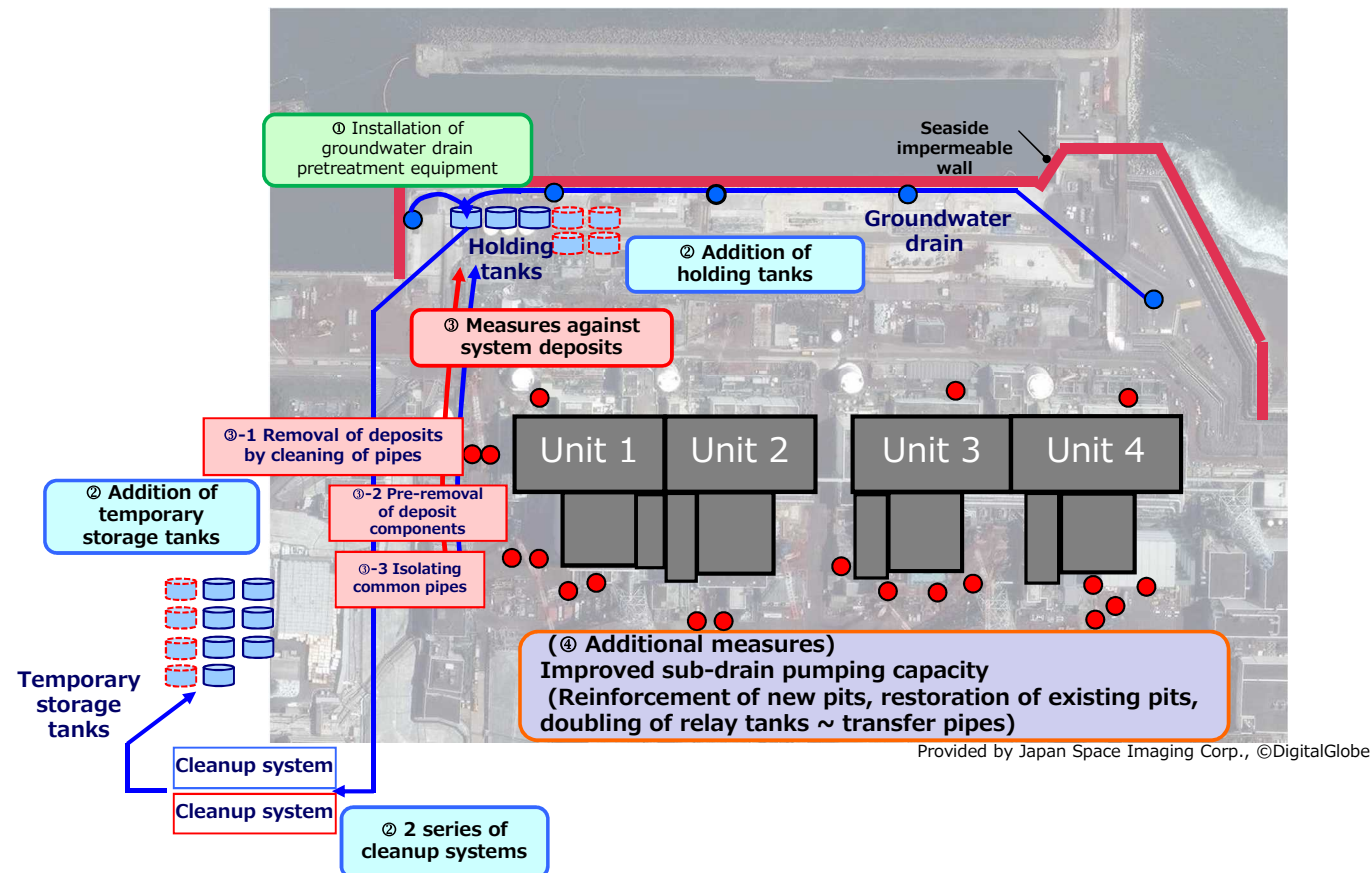 ① Installation of
groundwater drain
pretreatment equipment
Seaside
impermeable
wall
Groundwater
drain
Holding
tanks
② Addition of
holding tanks
③ Measures against
system deposits
③-1 Removal of deposits
by cleaning of pipes
③-2 Pre-removal
of deposit
components
③-3 Isolating
common pipes
② Addition of
temporary
storage tanks
Unit 1
Unit 2
Unit 3
Unit 4
(④ Additional measures)
Improved sub-drain pumping capacity
(Reinforcement of new pits, restoration of existing pits,
doubling of relay tanks ~ transfer pipes)
Temporary
storage
tanks
Provided by Japan Space Imaging Corp., ©DigitalGlobe
Cleanup system
Cleanup system
② 2 series of
cleanup systems